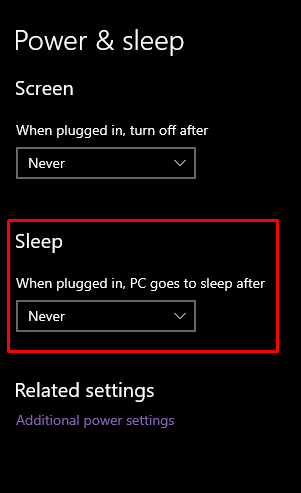 Power & sleep
Screen
When plugged in, turn off after
Never
Sleep
When plugged in, PC goes to sleep after
Never
Related settings
Additional power settings